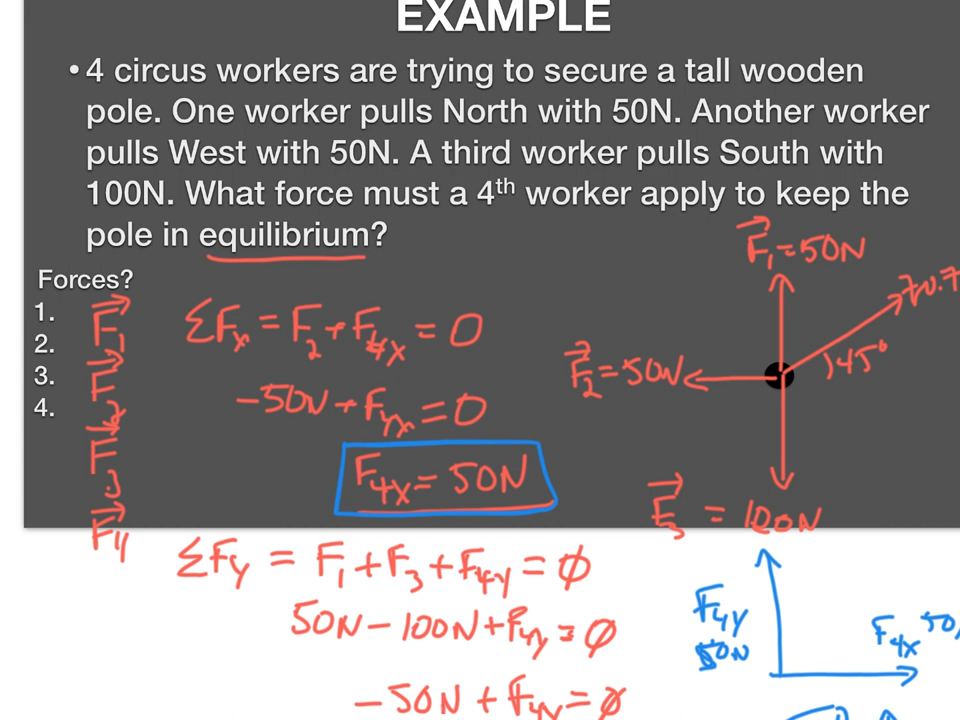 EXAMPLE
• 4 circus workers are trying to secure a tall wooden
pole. One worker pulls North with 50N. Another worker
pulls West with 50N. A third worker pulls South with
100N. What force must a 4th worker apply to keep the
pole in equilibrium?
Forces?
1.
2.
3.
4.
F₁
F₂
F₃
F₄
ΣFx = F₂ + F₄x = 0
-50N + F₄x = 0
F₄x = 50N
ΣFy = F₁ + F₃ + F₄y = 0
50N - 100N + F₄y = 0
-50N + F₄y = 0
F₁ = 50N
70.7
45°
F₂ = 50N
F₃ = 100N
F₄y
50N
F₄x 50